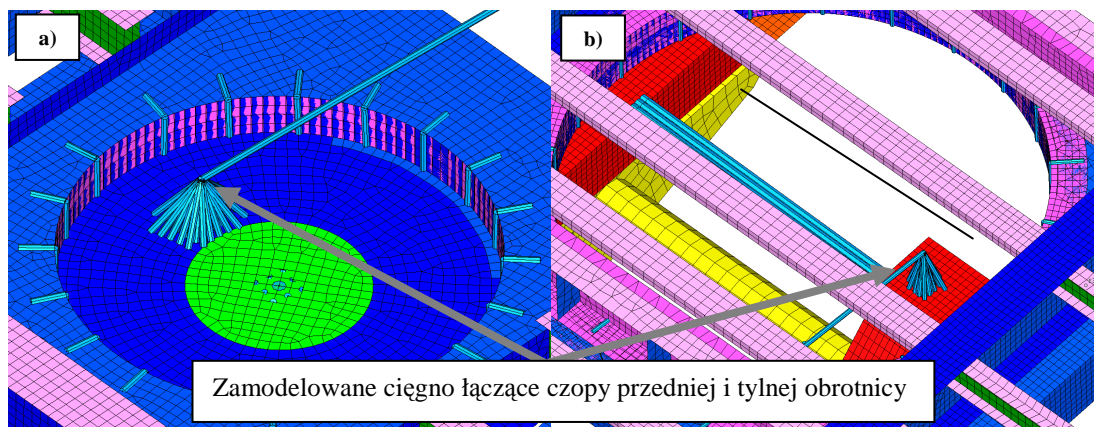 a)
b)
Zamodelowane cięgno łączące czopy przedniej i tylnej obrotnicy